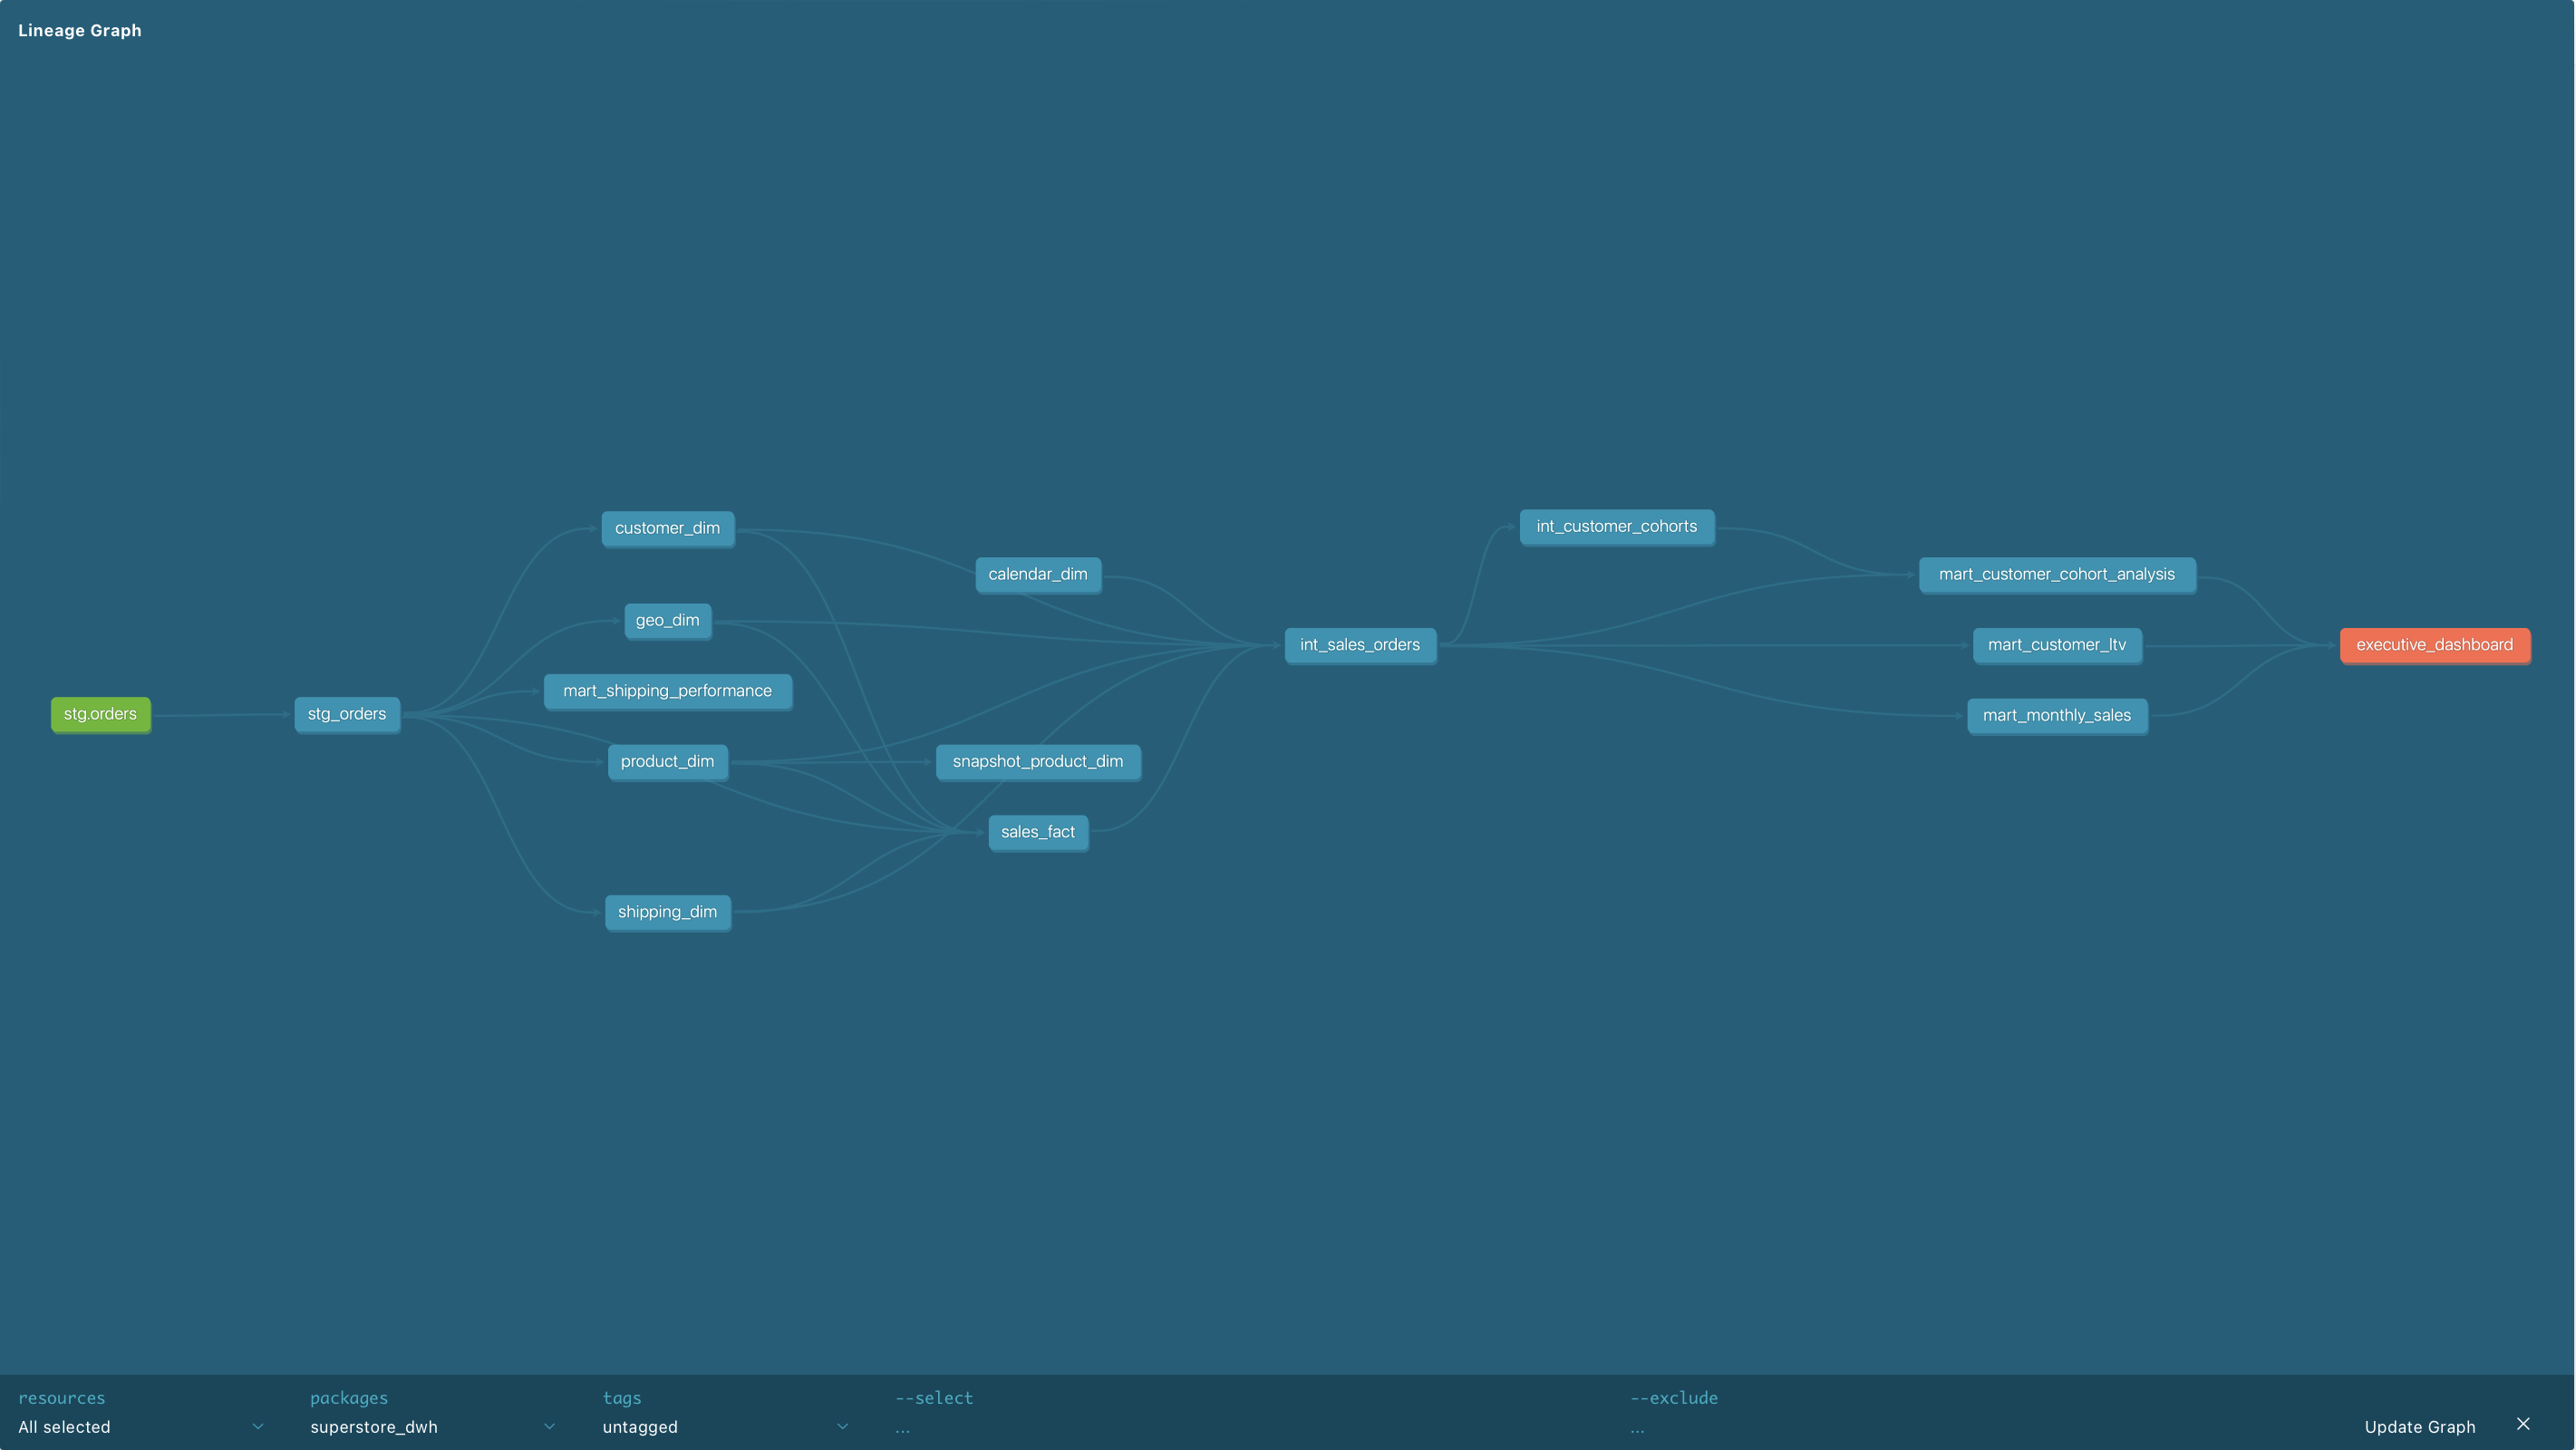 Lineage Graph
customer_dim
int_customer_cohorts
calendar_dim
mart_customer_cohort_analysis
geo_dim
int_sales_orders
mart_customer_ltv
executive_dashboard
mart_shipping_performance
stg.orders
stg_orders
mart_monthly_sales
product_dim
snapshot_product_dim
sales_fact
shipping_dim
resources
packages
tags
--select
--exclude
All selected
superstore_dwh
untagged
...
...
Update Graph